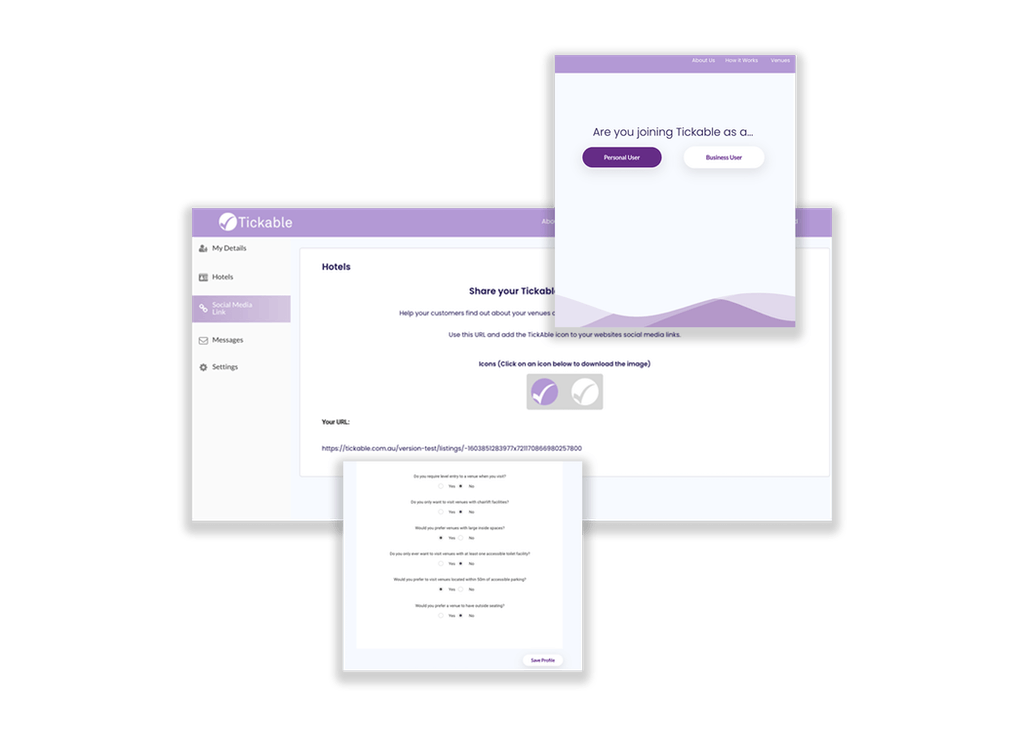 About Us How it Works Venues
Are you joining Tickable as a...
Personal User Business User
Tickable
My Details
Hotels
Social Media
Link
Messages
Settings
Hotels
Share your
Help your customers find out about your venues
Use this URL and add the TickAble icon to your websites social media links.
Icons (Click on an icon below to download the image)
Your URL:
https://tickable.com.au/version-test/listings/-1603851283977x721170866980257800
Do you require level entry to a venue when you visit?
Yes No
Do you only want to visit venues with chairlift facilities?
Yes No
Would you prefer venues with large inside spaces?
Yes No
Do you only ever want to visit venues with at least one accessible toilet facility?
Yes No
Would you prefer to visit venues located within 50m of accessible parking?
Yes No
Would you prefer a venue to have outside seating?
Yes No
Save Profile